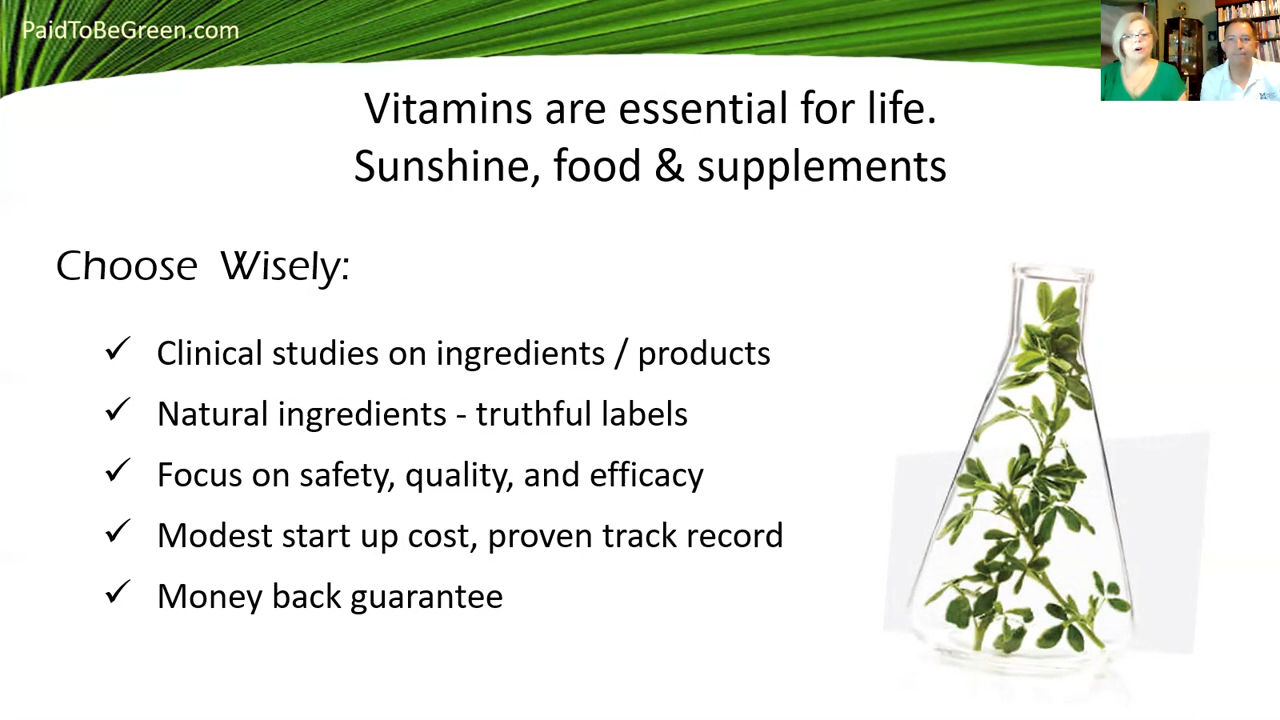 PaidToBeGreen.com
Vitamins are essential for life.
Sunshine, food & supplements
Choose Wisely:
✓ Clinical studies on ingredients / products
✓ Natural ingredients - truthful labels
✓ Focus on safety, quality, and efficacy
✓ Modest start up cost, proven track record
✓ Money back guarantee